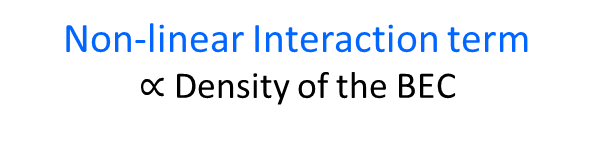 Non-linear Interaction term
∝ Density of the BEC